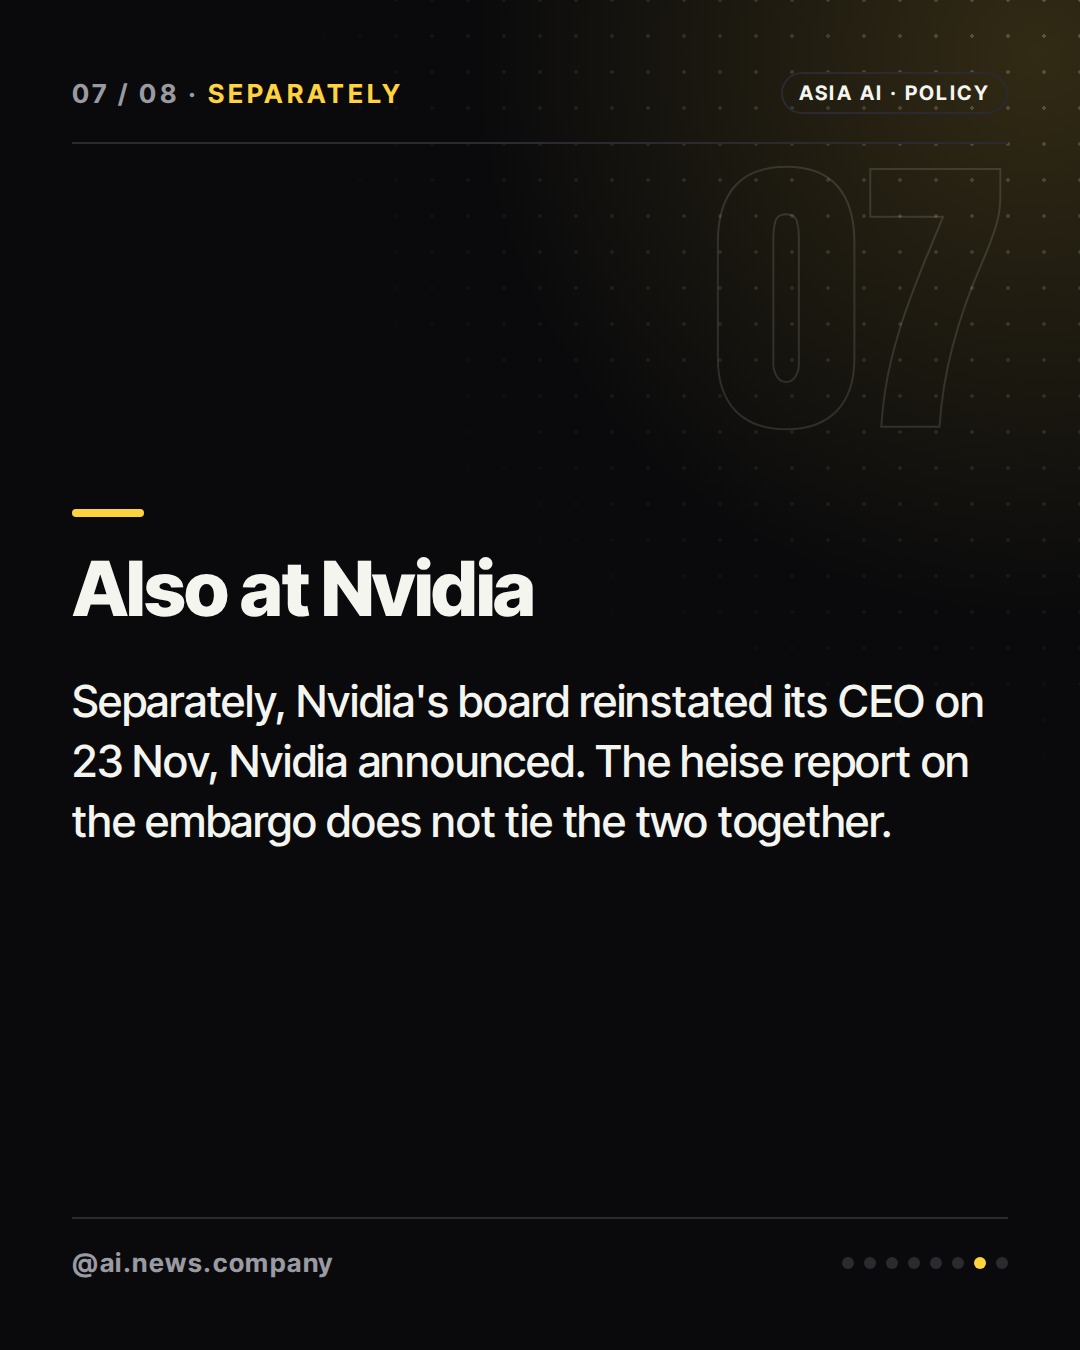 07 / 08 · SEPARATELY
ASIA AI · POLICY
07
Also at Nvidia
Separately, Nvidia's board reinstated its CEO on
23 Nov, Nvidia announced. The heise report on
the embargo does not tie the two together.
@ai.news.company